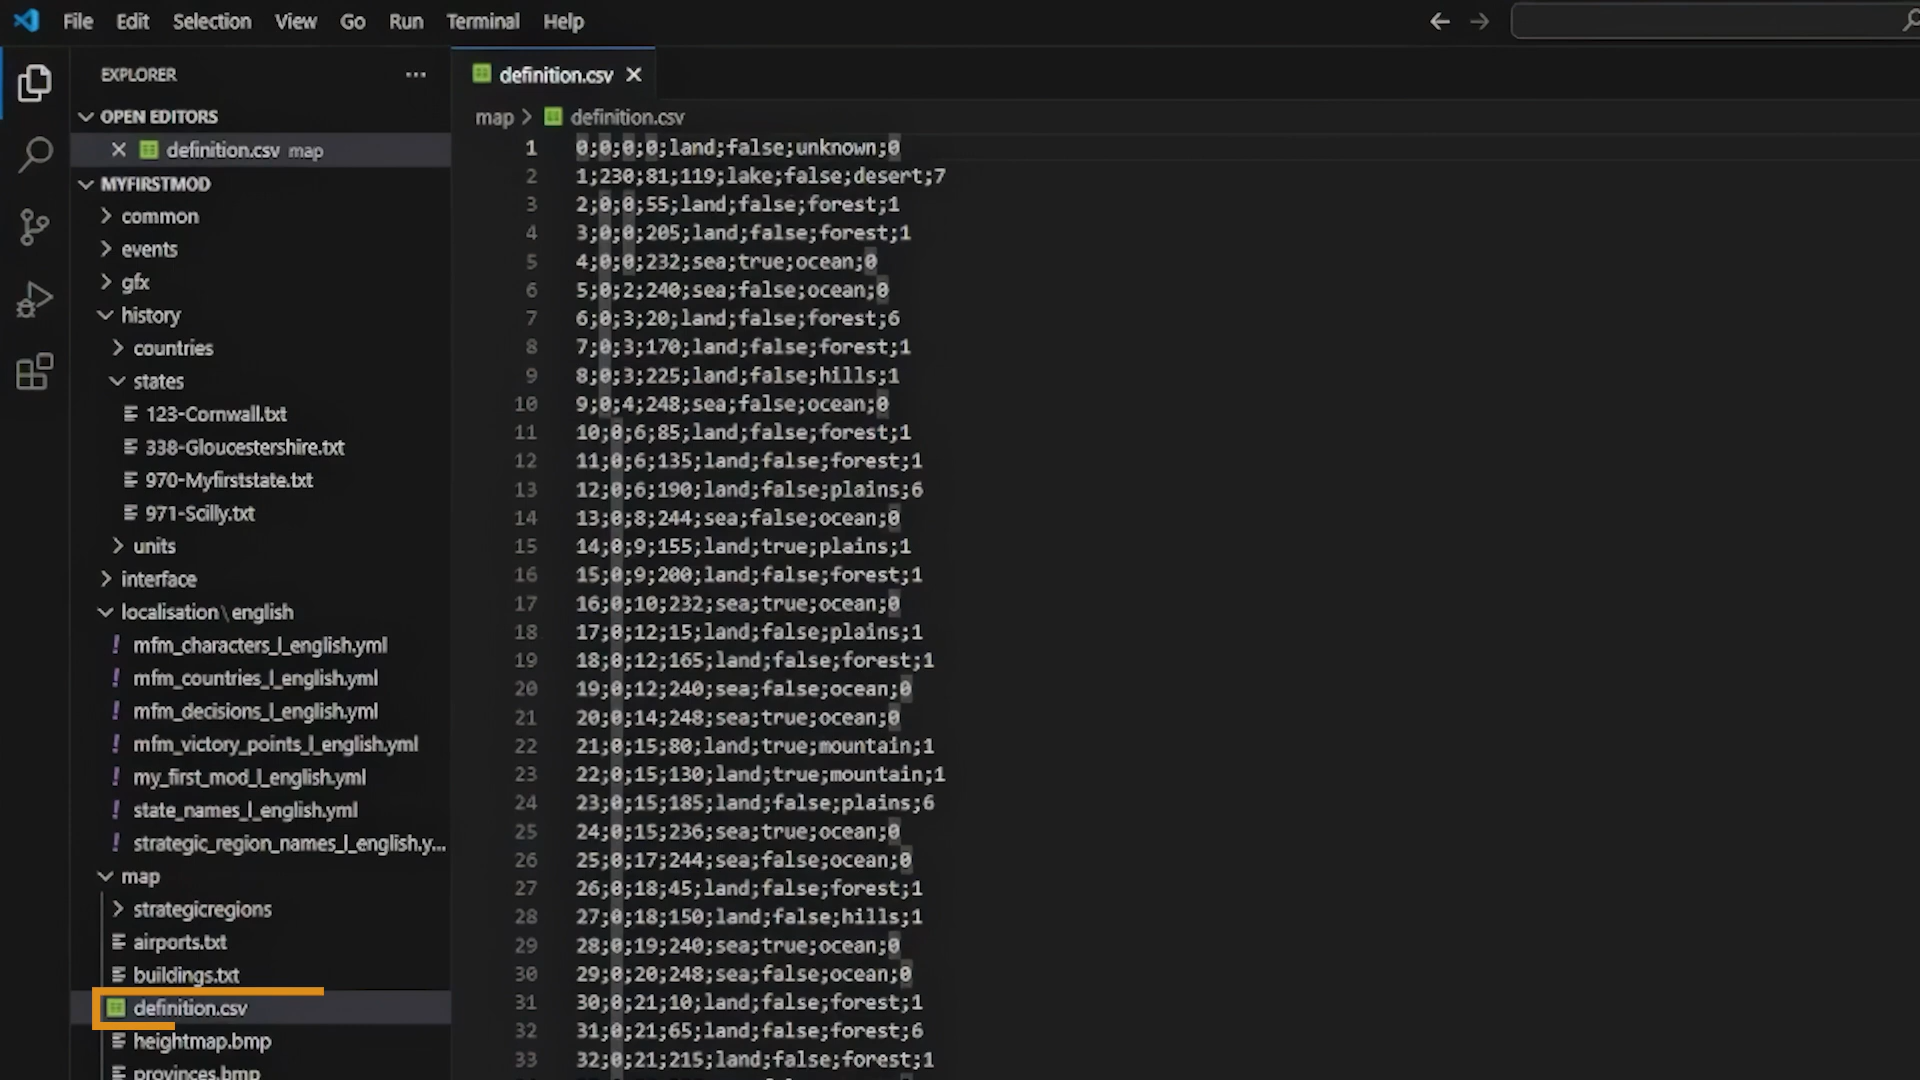 File Edit Selection View Go Run Terminal Help
EXPLORER
OPEN EDITORS
definition.csv map
MYFIRSTMOD
common
events
gfx
history
countries
states
123-Cornwall.txt
338-Gloucestershire.txt
970-Myfirststate.txt
971-Scilly.txt
units
interface
localisation\english
mfm_characters_l_english.yml
mfm_countries_l_english.yml
mfm_decisions_l_english.yml
mfm_victory_points_l_english.yml
my_first_mod_l_english.yml
state_names_l_english.yml
strategic_region_names_l_english.y...
map
strategicregions
airports.txt
buildings.txt
definition.csv
heightmap.bmp
provinces.bmp
definition.csv
map > definition.csv
1 0;0;0;0;land;false;unknown;0
2 1;230;81;119;lake;false;desert;7
3 2;0;0;55;land;false;forest;1
4 3;0;0;205;land;false;forest;1
5 4;0;0;232;sea;true;ocean;0
6 5;0;2;240;sea;false;ocean;0
7 6;0;3;20;land;false;forest;6
8 7;0;3;170;land;false;forest;1
9 8;0;3;225;land;false;hills;1
10 9;0;4;248;sea;false;ocean;0
11 10;0;6;85;land;false;forest;1
12 11;0;6;135;land;false;forest;1
13 12;0;6;190;land;false;plains;6
14 13;0;8;244;sea;false;ocean;0
15 14;0;9;155;land;true;plains;1
16 15;0;9;200;land;false;forest;1
17 16;0;10;232;sea;true;ocean;0
18 17;0;12;15;land;false;plains;1
19 18;0;12;165;land;false;forest;1
20 19;0;12;240;sea;false;ocean;0
21 20;0;14;248;sea;true;ocean;0
22 21;0;15;80;land;true;mountain;1
23 22;0;15;130;land;true;mountain;1
24 23;0;15;185;land;false;plains;6
25 24;0;15;236;sea;true;ocean;0
26 25;0;17;244;sea;false;ocean;0
27 26;0;18;45;land;false;forest;1
28 27;0;18;150;land;false;hills;1
29 28;0;19;240;sea;true;ocean;0
30 29;0;20;248;sea;false;ocean;0
31 30;0;21;10;land;false;forest;1
32 31;0;21;65;land;false;forest;6
33 32;0;21;215;land;false;forest;1